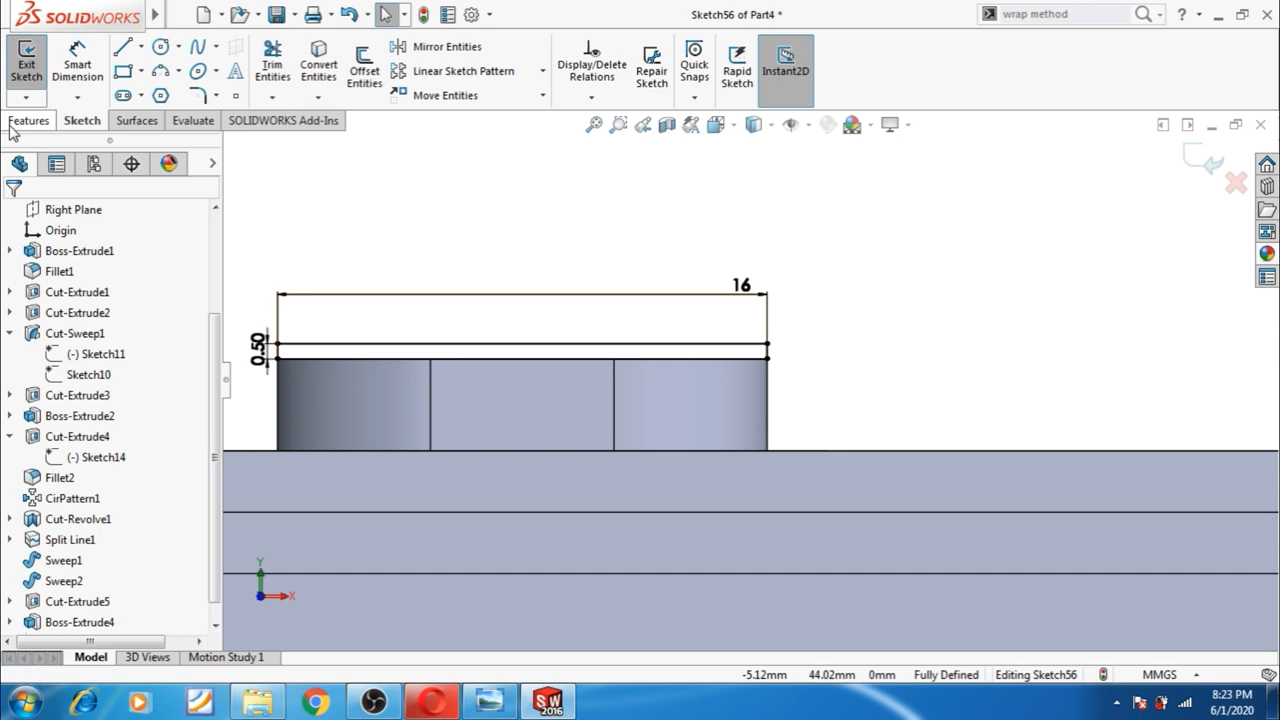 SOLIDWORKS
Sketch56 of Part4 *
wrap method
Exit Sketch
Smart Dimension
Trim Entities
Convert Entities
Offset Entities
Mirror Entities
Linear Sketch Pattern
Move Entities
Display/Delete Relations
Repair Sketch
Quick Snaps
Rapid Sketch
Instant2D
Features
Sketch
Surfaces
Evaluate
SOLIDWORKS Add-Ins
Right Plane
Origin
Boss-Extrude1
Fillet1
Cut-Extrude1
Cut-Extrude2
Cut-Sweep1
(-) Sketch11
Sketch10
Cut-Extrude3
Boss-Extrude2
Cut-Extrude4
(-) Sketch14
Fillet2
CirPattern1
Cut-Revolve1
Split Line1
Sweep1
Sweep2
Cut-Extrude5
Boss-Extrude4
16
0.50
Y
X
Model
3D Views
Motion Study 1
-5.12mm
44.02mm
0mm
Fully Defined
Editing Sketch56
MMGS
SW
2016
8:23 PM
6/1/2020